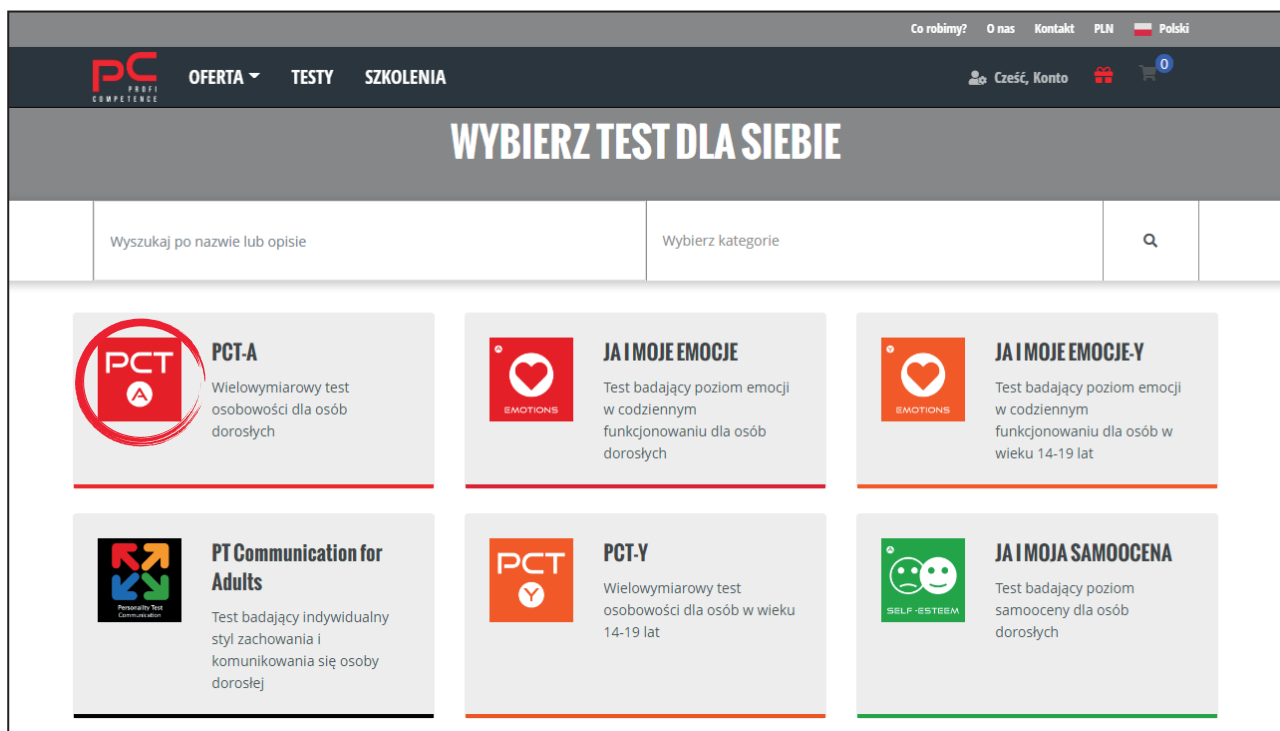 Co robimy? O nas Kontakt PLN Polski
PC
PROFI
COMPETENCE
OFERTA TESTY SZKOLENIA
Cześć, Konto 0
WYBIERZ TEST DLA SIEBIE
Wyszukaj po nazwie lub opisie
Wybierz kategorie
PCT
A
PCT-A
Wielowymiarowy test
osobowości dla osób
dorosłych
A
EMOTIONS
JA I MOJE EMOCJE
Test badający poziom emocji
w codziennym
funkcjonowaniu dla osób
dorosłych
Y
EMOTIONS
JA I MOJE EMOCJE-Y
Test badający poziom emocji
w codziennym
funkcjonowaniu dla osób w
wieku 14-19 lat
Personality Test
Communication
PT Communication for
Adults
Test badający indywidualny
styl zachowania i
komunikowania się osoby
dorosłej
PCT
Y
PCT-Y
Wielowymiarowy test
osobowości dla osób w wieku
14-19 lat
A
SELF-ESTEEM
JA I MOJA SAMOOCENA
Test badający poziom
samooceny dla osób
dorosłych